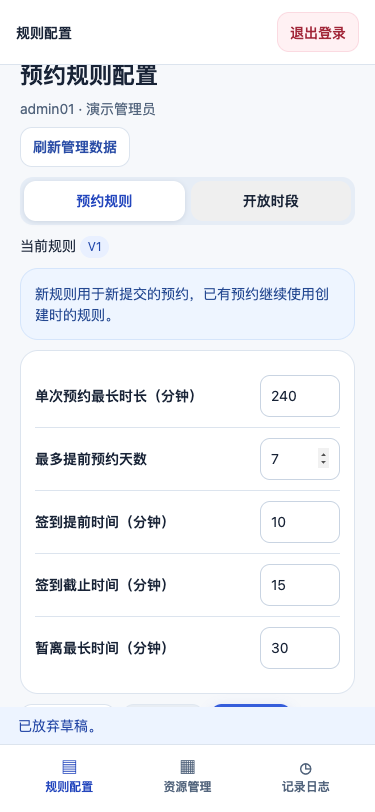 规则配置
退出登录
预约规则配置
admin01 · 演示管理员
刷新管理数据
预约规则
开放时段
当前规则 V1
新规则用于新提交的预约，已有预约继续使用创
建时的规则。
单次预约最长时长（分钟） 240
最多提前预约天数 7
签到提前时间（分钟） 10
签到截止时间（分钟） 15
暂离最长时间（分钟） 30
已放弃草稿。
规则配置
资源管理
记录日志